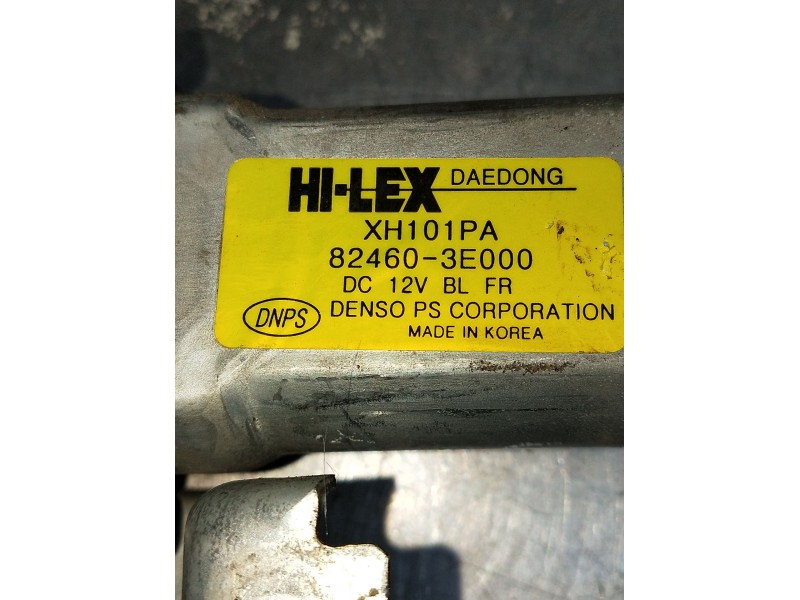 HI-LEX DAEDONG
XH101PA
82460-3E000
DC 12V BL FR
DNPS DENSO PS CORPORATION
MADE IN KOREA